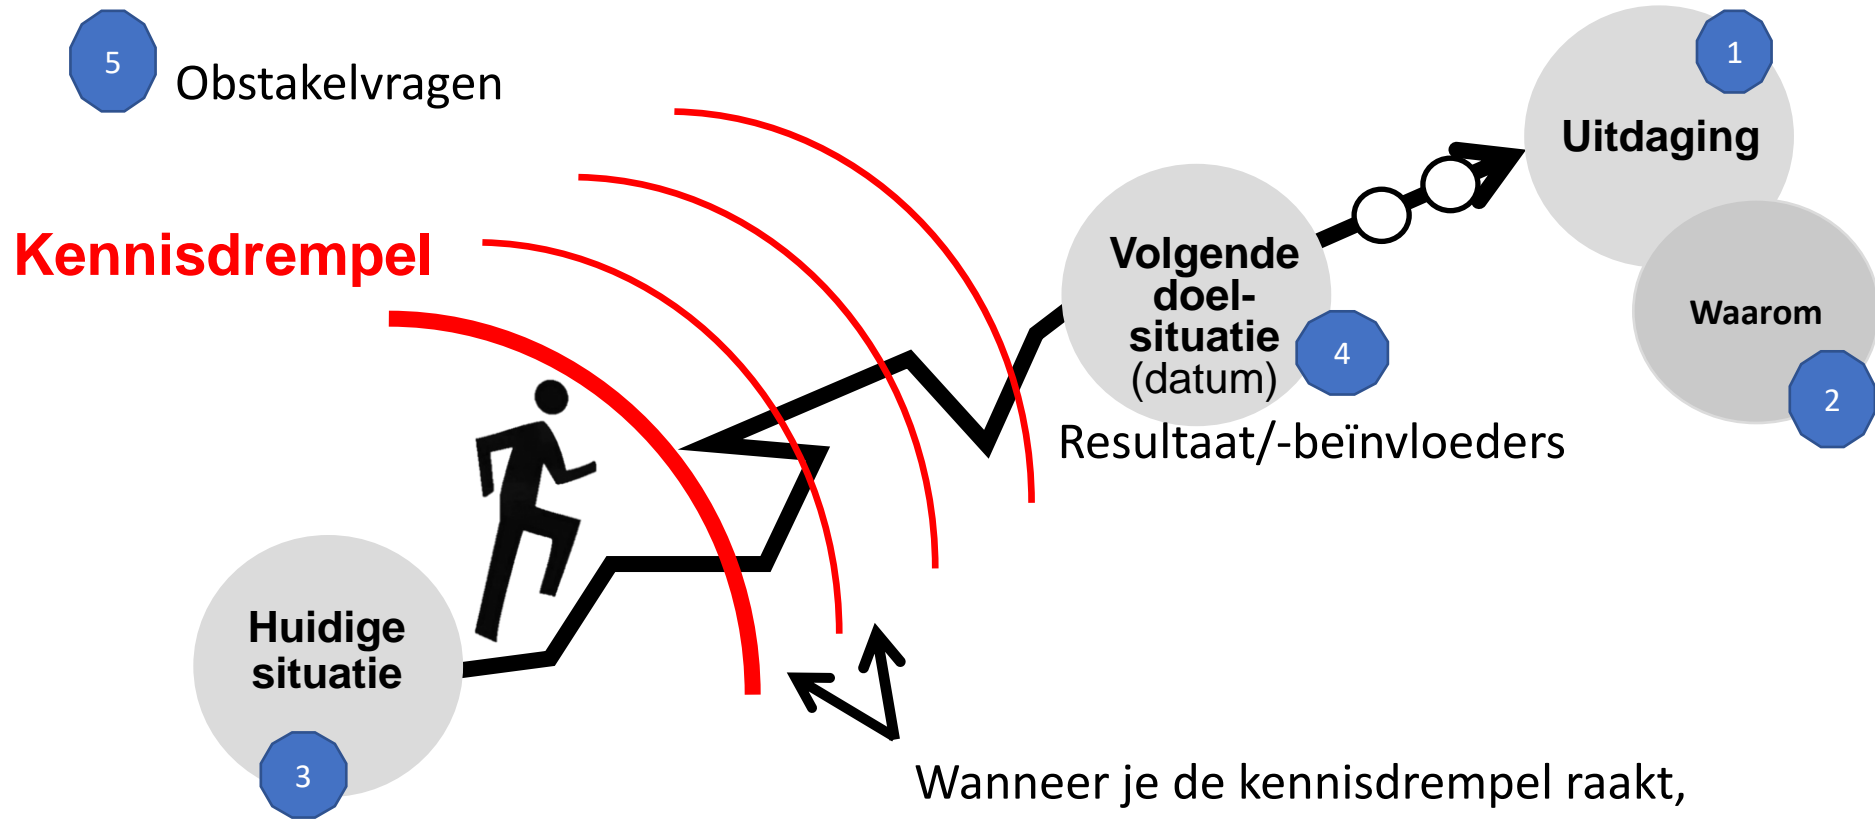 5
Obstakelvragen
1
Uitdaging
Kennisdrempel
Volgende
doel-
situatie
(datum)
4
Waarom
2
Resultaat/-beïnvloeders
Huidige
situatie
3
Wanneer je de kennisdrempel raakt,